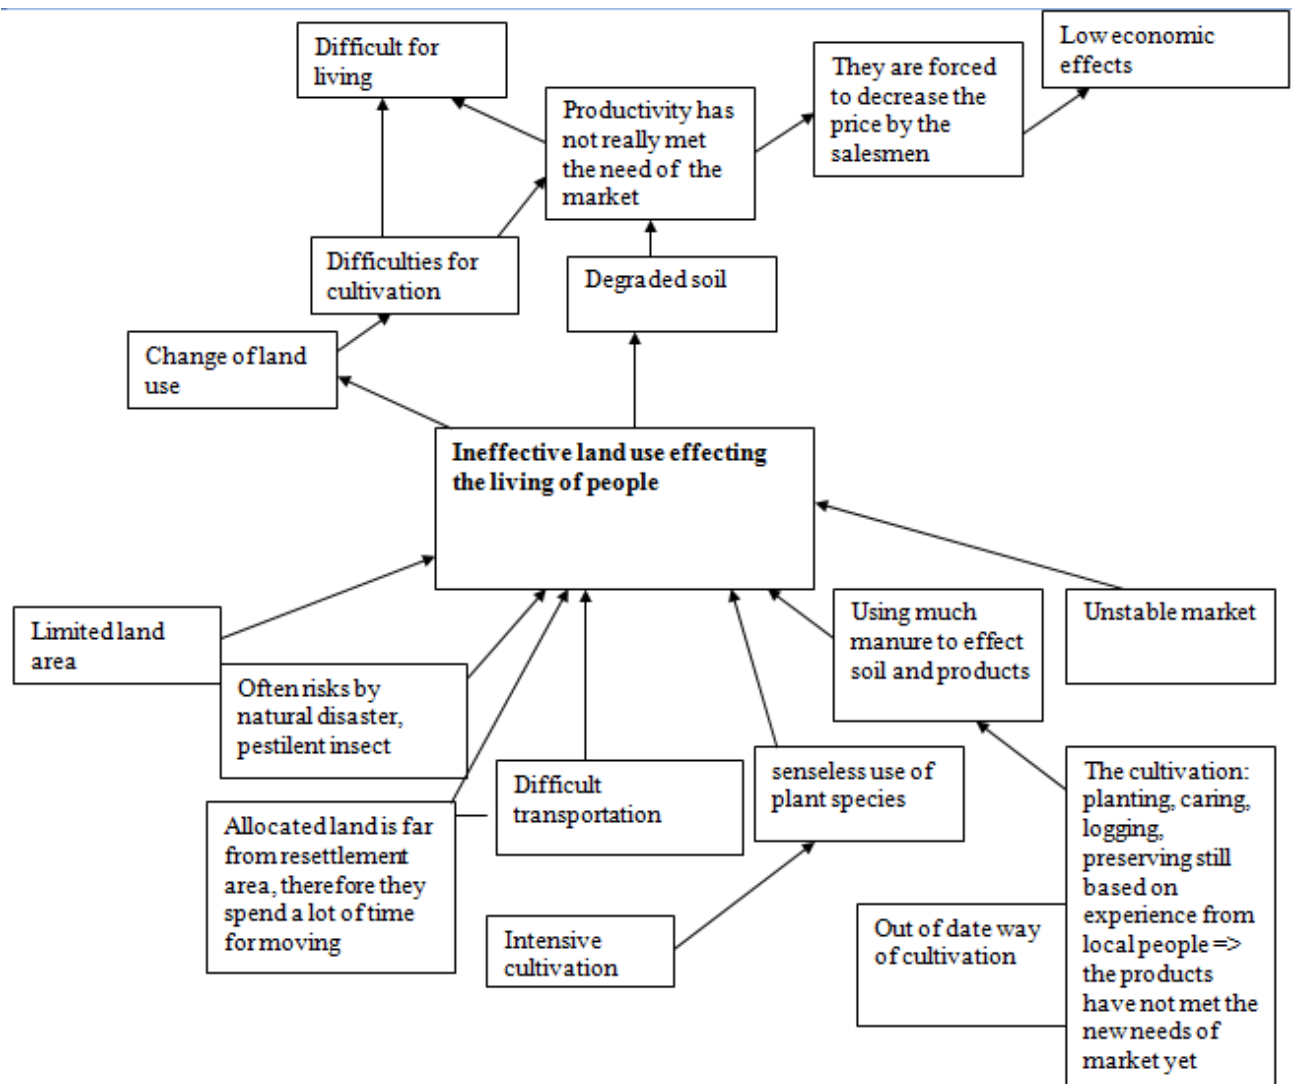 Difficult for
living
Low economic
effects
They are forced
to decrease the
price by the
salesmen
Productivity has
not really met
the need of the
market
Difficulties for
cultivation
Degraded soil
Change of land
use
Ineffective land use effecting
the living of people
Limited land
area
Often risks by
natural disaster,
pestilent insect
Using much
manure to effect
soil and products
Unstable market
Allocated land is far
from resettlement
area, therefore they
spend a lot of time
for moving
Difficult
transportation
senseless use of
plant species
The cultivation:
planting, caring,
logging,
preserving still
based on
experience from
local people =>
the products
have not met the
new needs of
market yet
Intensive
cultivation
Out of date way
of cultivation